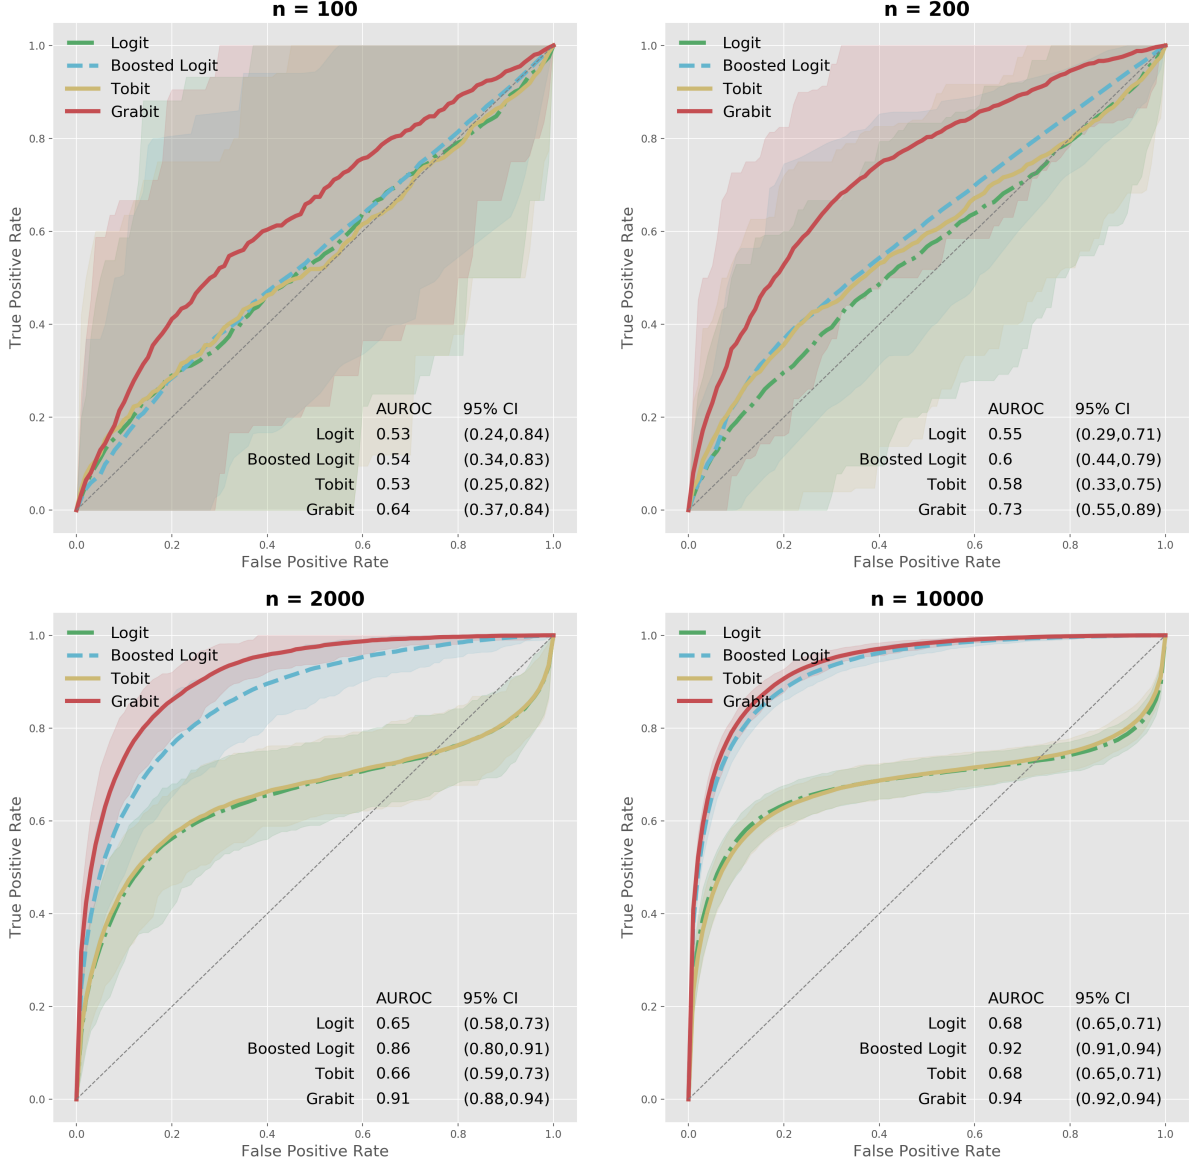 n = 100
Logit
Boosted Logit
Tobit
Grabit
1.0
0.8
0.6
0.4
0.2
0.0
True Positive Rate
AUROC 95% CI
Logit 0.53 (0.24,0.84)
Boosted Logit 0.54 (0.34,0.83)
Tobit 0.53 (0.25,0.82)
Grabit 0.64 (0.37,0.84)
0.0 0.2 0.4 0.6 0.8 1.0
False Positive Rate
n = 200
Logit
Boosted Logit
Tobit
Grabit
1.0
0.8
0.6
0.4
0.2
0.0
True Positive Rate
AUROC 95% CI
Logit 0.55 (0.29,0.71)
Boosted Logit 0.6 (0.44,0.79)
Tobit 0.58 (0.33,0.75)
Grabit 0.73 (0.55,0.89)
0.0 0.2 0.4 0.6 0.8 1.0
False Positive Rate
n = 2000
Logit
Boosted Logit
Tobit
Grabit
1.0
0.8
0.6
0.4
0.2
0.0
True Positive Rate
AUROC 95% CI
Logit 0.65 (0.58,0.73)
Boosted Logit 0.86 (0.80,0.91)
Tobit 0.66 (0.59,0.73)
Grabit 0.91 (0.88,0.94)
0.0 0.2 0.4 0.6 0.8 1.0
False Positive Rate
n = 10000
Logit
Boosted Logit
Tobit
Grabit
1.0
0.8
0.6
0.4
0.2
0.0
True Positive Rate
AUROC 95% CI
Logit 0.68 (0.65,0.71)
Boosted Logit 0.92 (0.91,0.94)
Tobit 0.68 (0.65,0.71)
Grabit 0.94 (0.92,0.94)
0.0 0.2 0.4 0.6 0.8 1.0
False Positive Rate